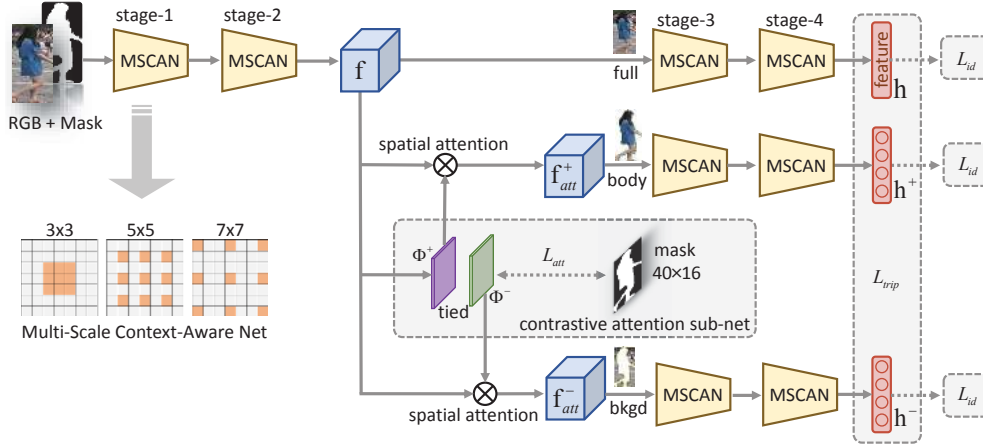 stage-1
stage-2
MSCAN
MSCAN
RGB + Mask
f
full
stage-3
stage-4
MSCAN
MSCAN
feature
h
L_id
spatial attention
f_att^+
body
MSCAN
MSCAN
h^+
L_id
3x3
5x5
7x7
Multi-Scale Context-Aware Net
Φ^+
tied
Φ^-
L_att
mask
40×16
contrastive attention sub-net
L_trip
spatial attention
f_att^-
bkgd
MSCAN
MSCAN
h^-
L_id